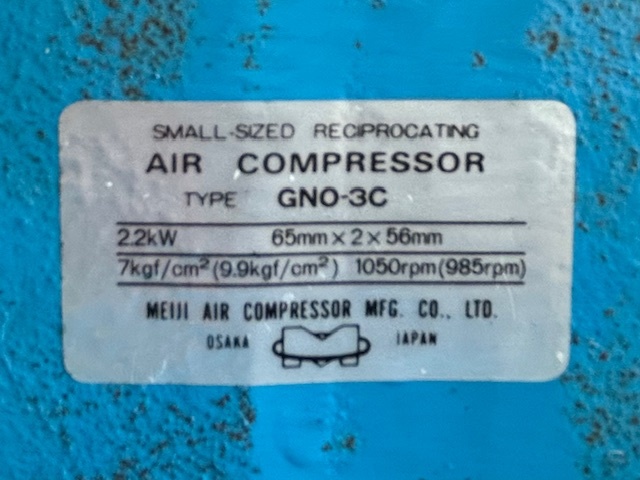 SMALL-SIZED RECIPROCATING
AIR COMPRESSOR
TYPE GNO-3C
2.2kW 65mm×2×56mm
7kgf/cm² (9.9kgf/cm²) 1050rpm(985rpm)
MEIJI AIR COMPRESSOR MFG. CO., LTD.
OSAKA JAPAN